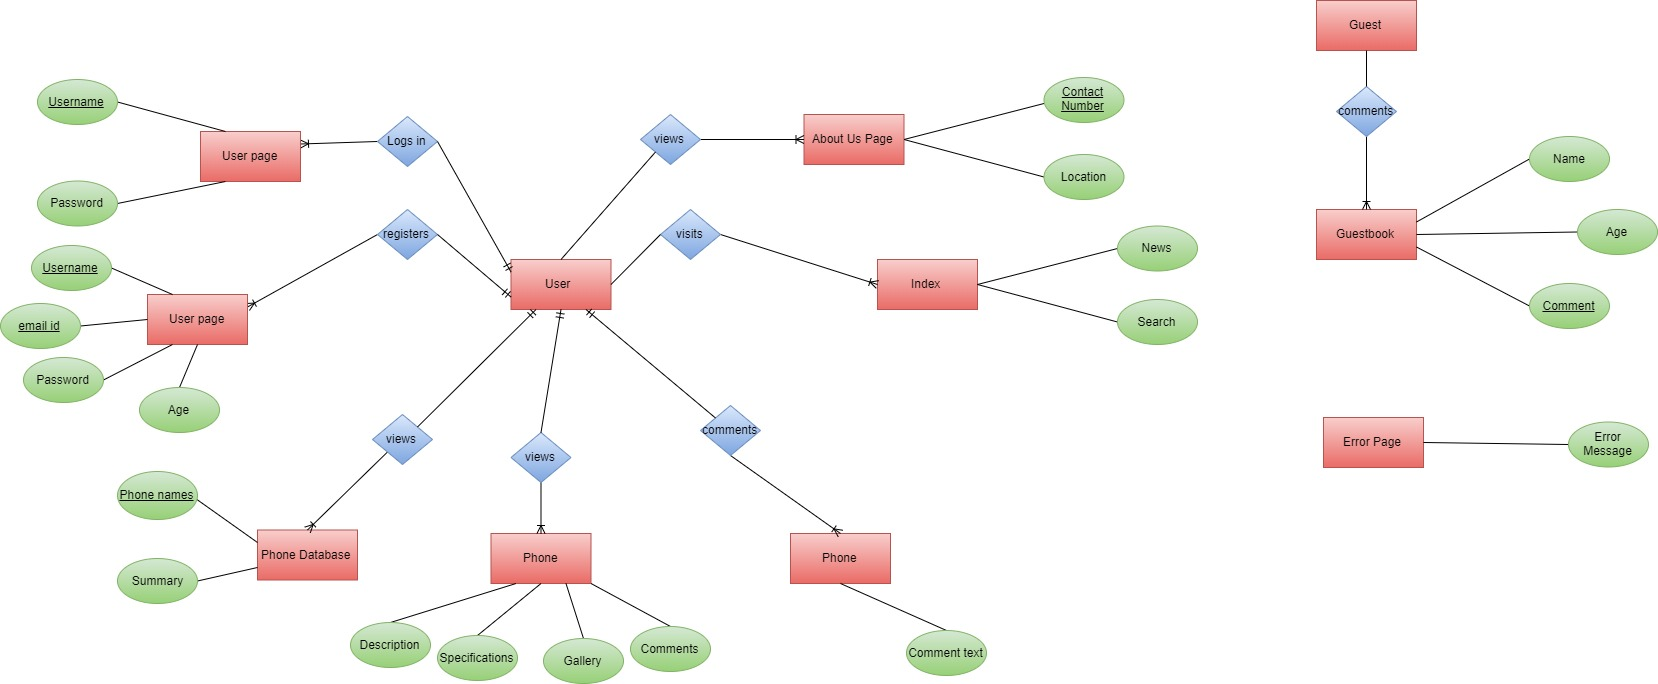 Guest
Username
Contact
Number
comments
User page
Logs in
views
About Us Page
Name
Password
Location
Age
registers
visits
Guestbook
News
Username
User
Index
Comment
email id
User page
Search
Password
Age
views
views
comments
Error Page
Error
Message
Phone names
Phone Database
Phone
Phone
Summary
Description
Specifications
Gallery
Comments
Comment text